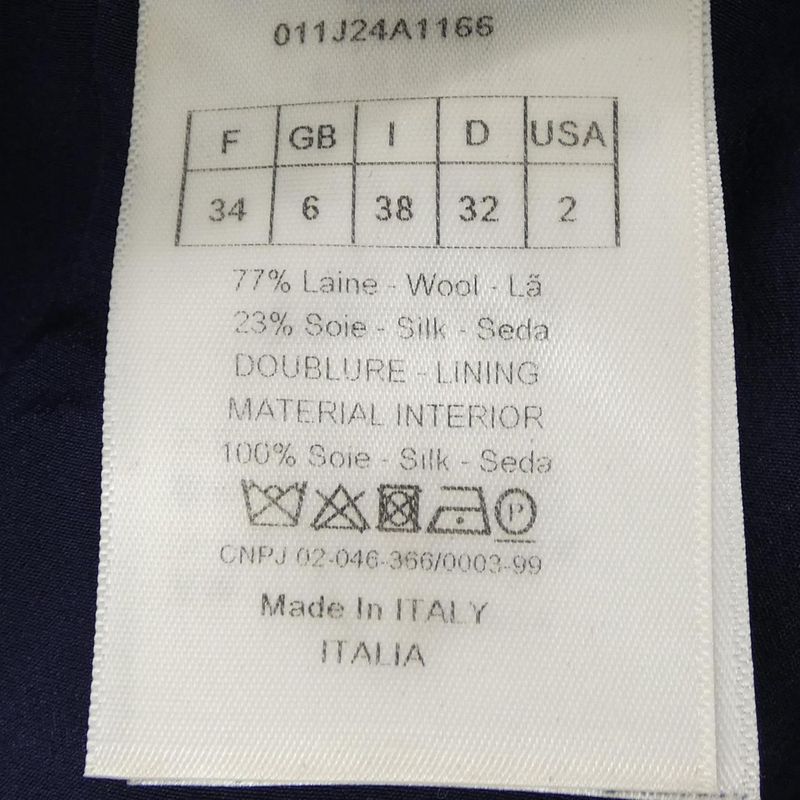 011J24A1166
F GB I D USA
34 6 38 32 2
77% Laine - Wool - Lã
23% Soie - Silk - Seda
DOUBLURE - LINING
MATERIAL INTERIOR
100% Soie - Silk - Seda
P
CNPJ 02-046-366/0003-99
Made In ITALY
ITALIA